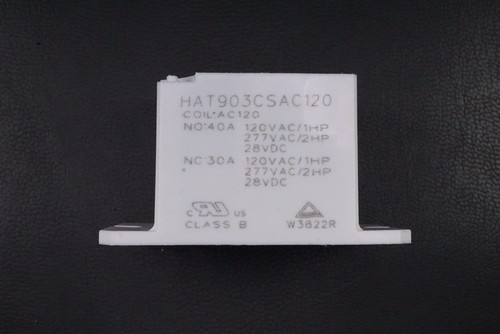 HAT903CSAC120
COIL:AC120
NO:40A 120VAC/1HP
277VAC/2HP
28VDC
NC:30A 120VAC/1HP
277VAC/2HP
28VDC
c RU US
CLASS B W3822R